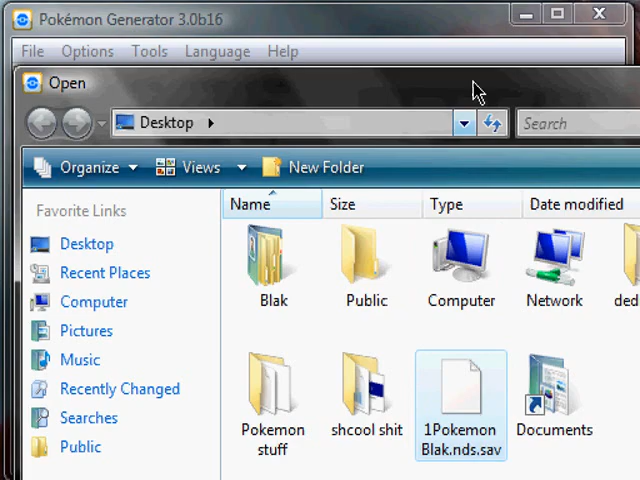 Pokémon Generator 3.0b16
File Options Tools Language Help
Open
Desktop
Search
Organize Views New Folder
Favorite Links
Name Size Type Date modified
Desktop
Recent Places
Computer
Pictures
Music
Recently Changed
Searches
Public
Blak Public Computer Network ded
Pokemon stuff
shcool shit
1Pokemon Blak.nds.sav
Documents